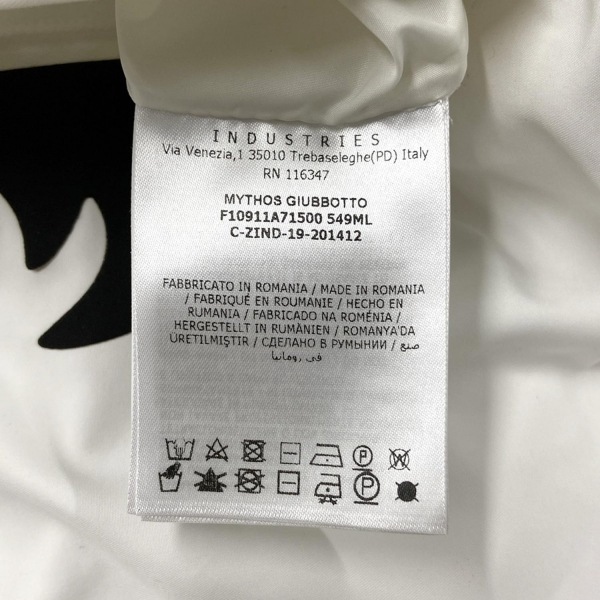 INDUSTRIES
Via Venezia,1 35010 Trebaseleghe(PD) Italy
RN 116347
MYTHOS GIUBBOTTO
F10911A71500 549ML
C-ZIND-19-201412
FABBRICATO IN ROMANIA / MADE IN ROMANIA
/ FABRIQUÉ EN ROUMANIE / HECHO EN
RUMANIA / FABRICADO NA ROMÉNIA /
HERGESTELLT IN RUMÄNIEN / ROMANYA'DA
ÜRETILMIŞTIR / СДЕЛАНО В РУМЫНИИ / صنع
في رومانيا
P
W
P